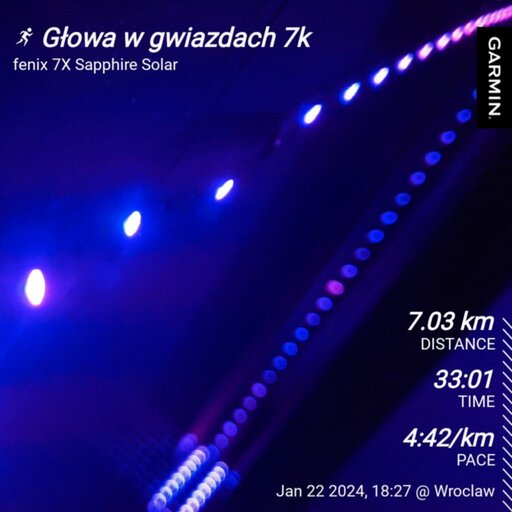 Głowa w gwiazdach 7k
fenix 7X Sapphire Solar
GARMIN.
7.03 km
DISTANCE
33:01
TIME
4:42/km
PACE
Jan 22 2024, 18:27 @ Wroclaw